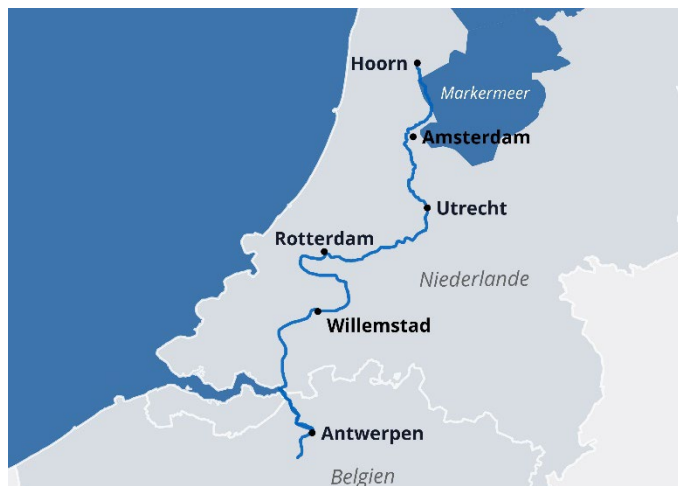 Hoorn
Markermeer
Amsterdam
Utrecht
Rotterdam
Niederlande
Willemstad
Antwerpen
Belgien